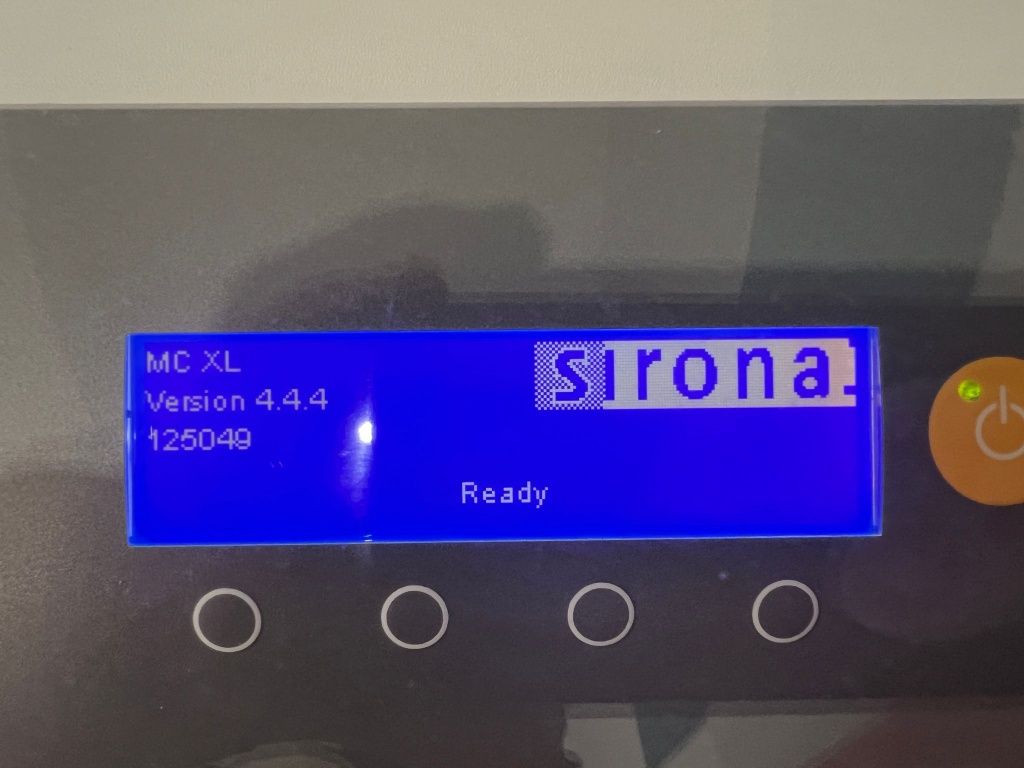 MC XL
sirona.
Version 4.4.4
125049
Ready